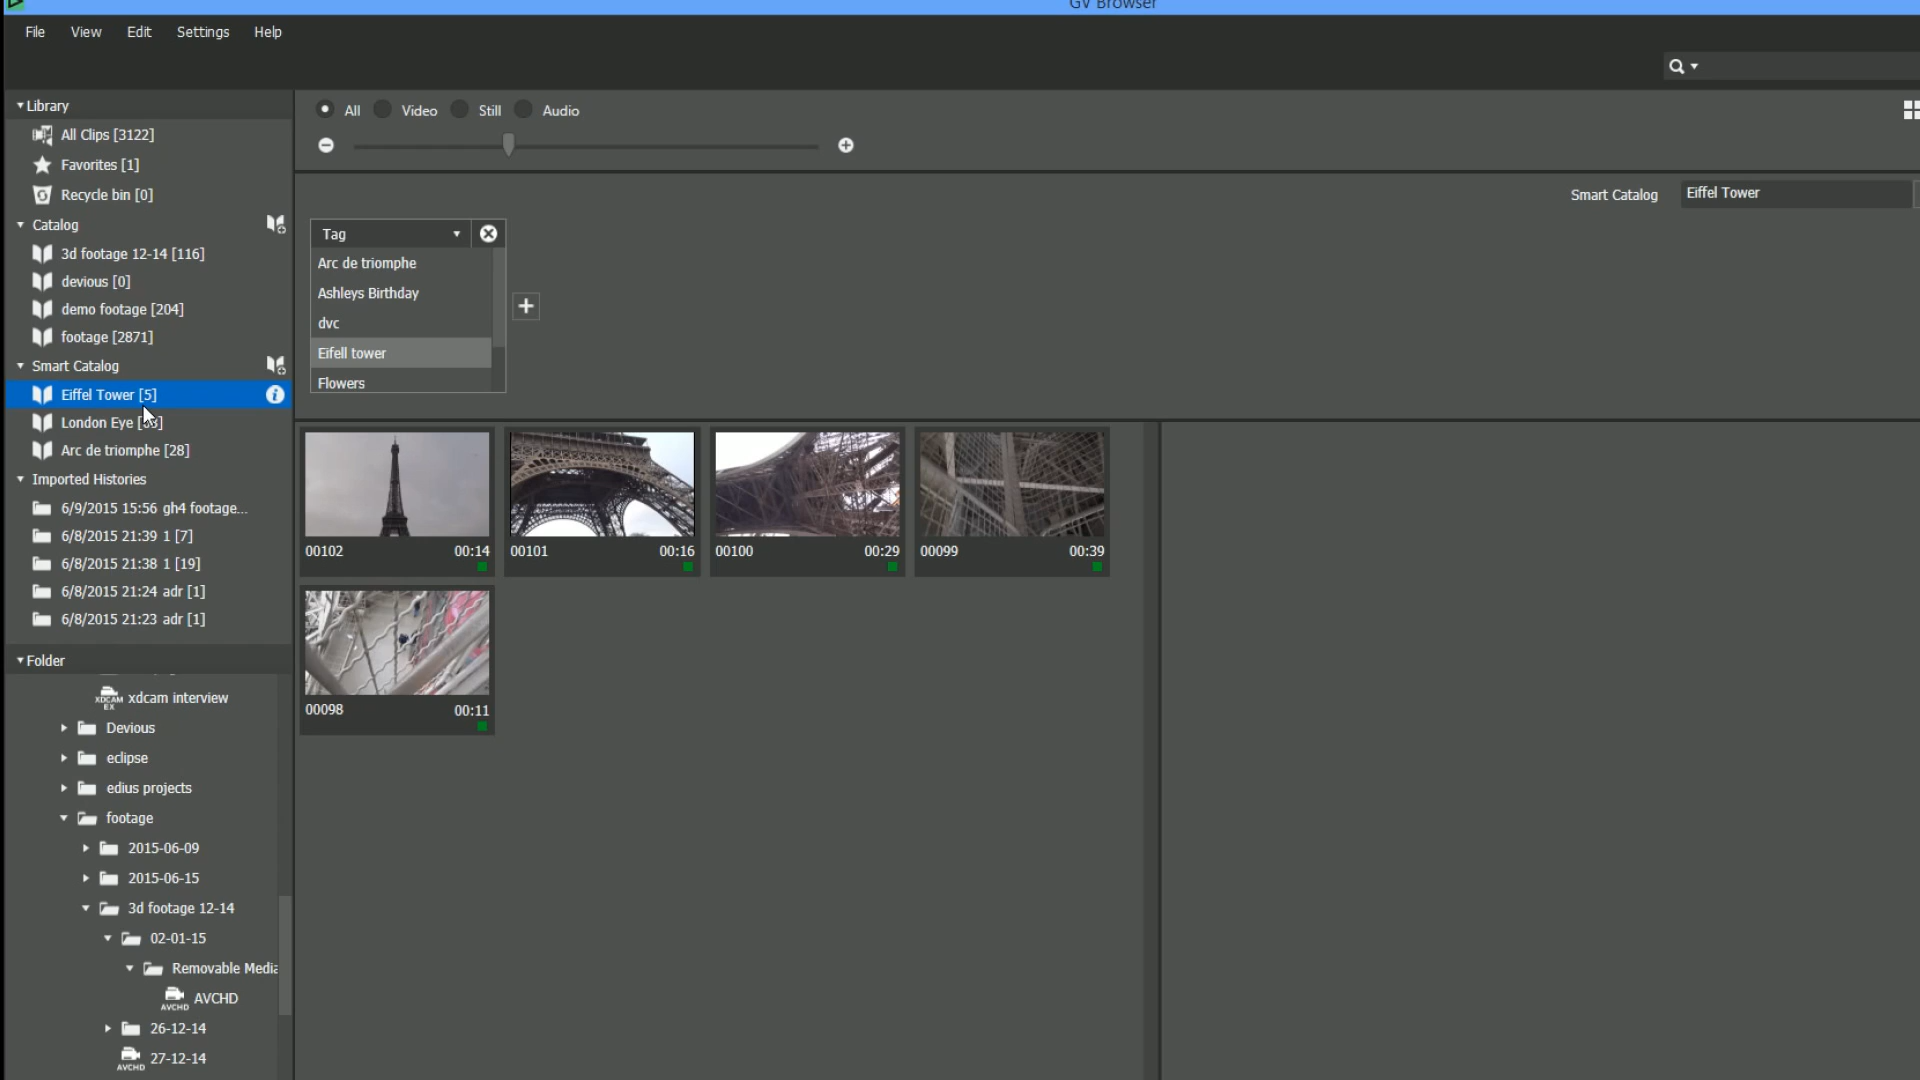 GV Browser
File View Edit Settings Help
Library
All Clips [3122]
Favorites [1]
Recycle bin [0]
Catalog
3d footage 12-14 [116]
devious [0]
demo footage [204]
footage [2871]
Smart Catalog
Eiffel Tower [5]
London Eye
Arc de triomphe [28]
Imported Histories
6/9/2015 15:56 gh4 footage...
6/8/2015 21:39 1 [7]
6/8/2015 21:38 1 [19]
6/8/2015 21:24 adr [1]
6/8/2015 21:23 adr [1]
Folder
XDCAM EX xdcam interview
Devious
eclipse
edius projects
footage
2015-06-09
2015-06-15
3d footage 12-14
02-01-15
Removable Media
AVCHD AVCHD
26-12-14
AVCHD 27-12-14
All Video Still Audio
Smart Catalog Eiffel Tower
Tag
Arc de triomphe
Ashleys Birthday
dvc
Eifell tower
Flowers
00102 00:14
00101 00:16
00100 00:29
00099 00:39
00098 00:11